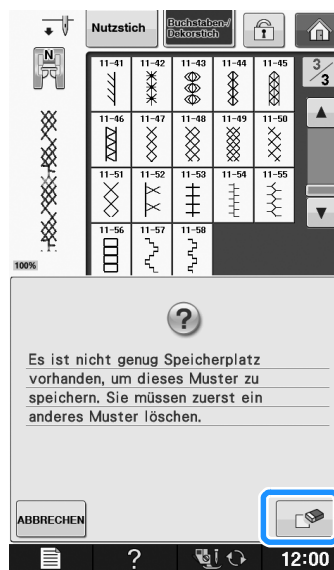 Nutzstich
Buchstaben-/
Dekorstich
N
3/3
11-41 11-42 11-43 11-44 11-45
11-46 11-47 11-48 11-49 11-50
11-51 11-52 11-53 11-54 11-55
11-56 11-57 11-58
100%
?
Es ist nicht genug Speicherplatz
vorhanden, um dieses Muster zu
speichern. Sie müssen zuerst ein
anderes Muster löschen.
ABBRECHEN
? 12:00